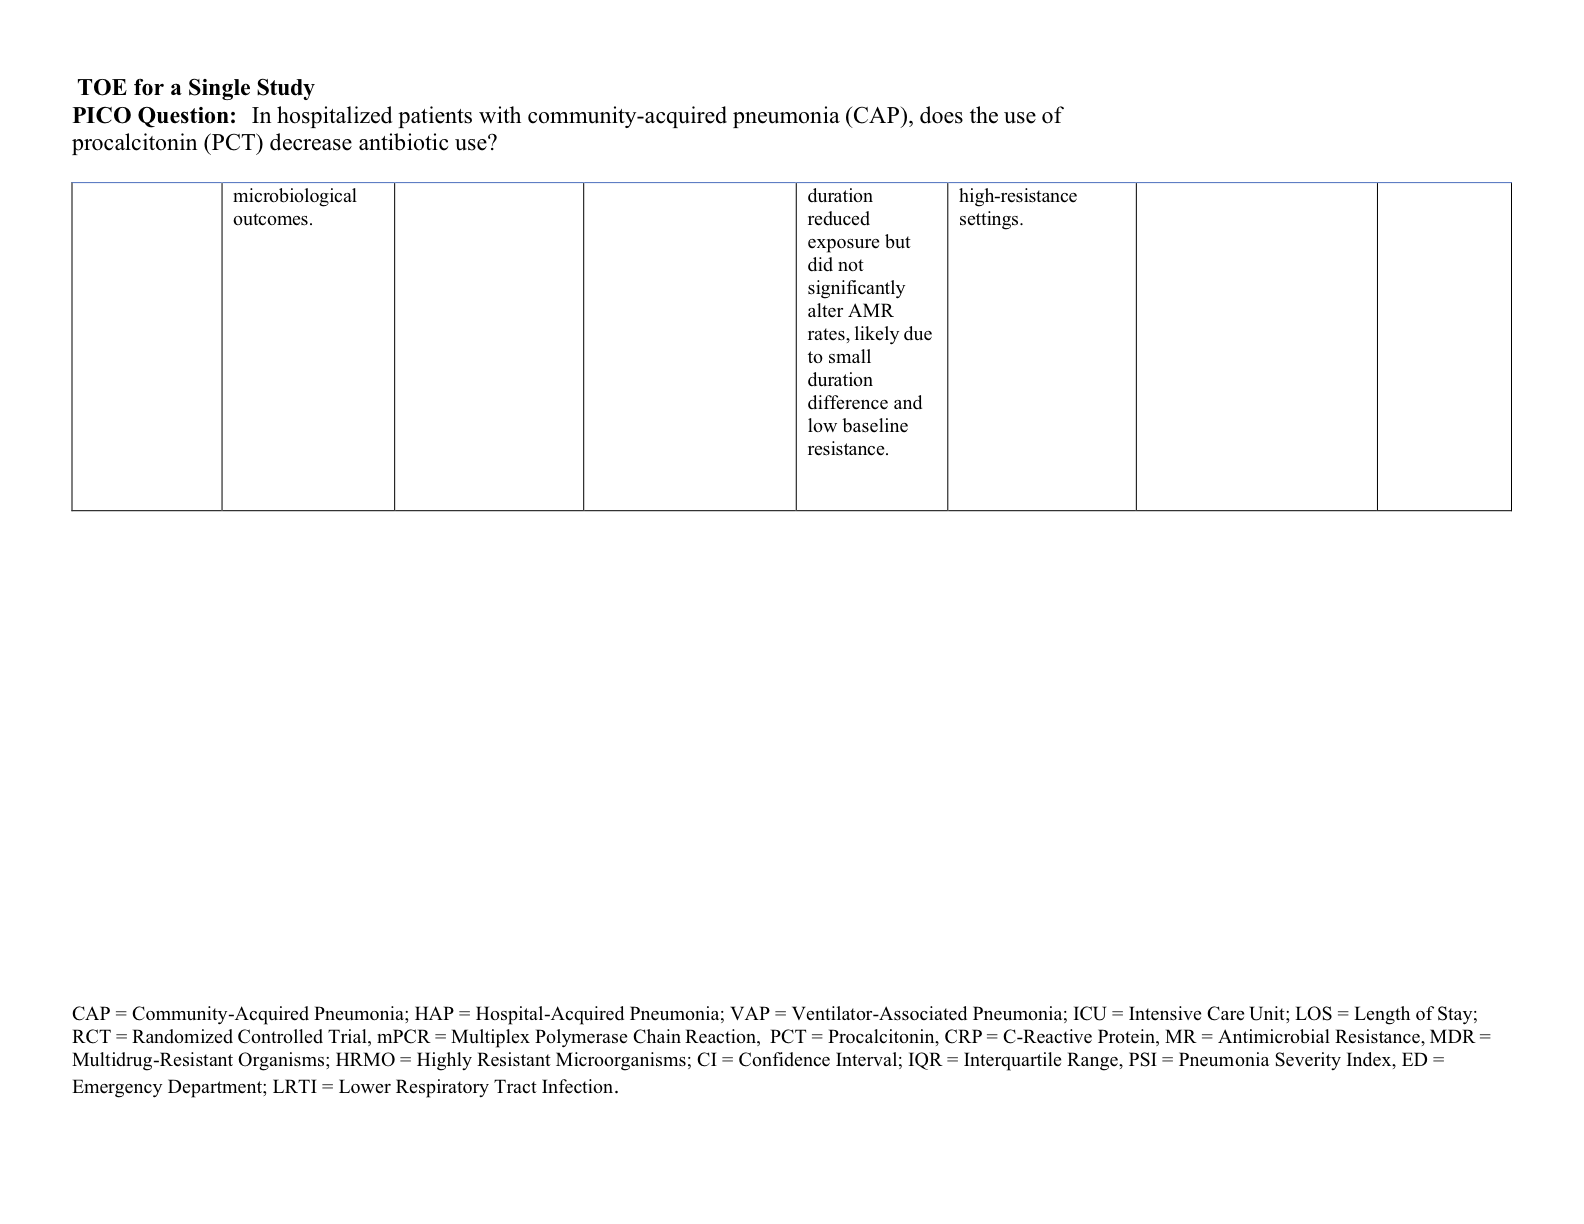 TOE for a Single Study
PICO Question: In hospitalized patients with community-acquired pneumonia (CAP), does the use of
procalcitonin (PCT) decrease antibiotic use?
microbiological
outcomes.
duration
reduced
exposure but
did not
significantly
alter AMR
rates, likely due
to small
duration
difference and
low baseline
resistance.
high-resistance
settings.
CAP = Community-Acquired Pneumonia; HAP = Hospital-Acquired Pneumonia; VAP = Ventilator-Associated Pneumonia; ICU = Intensive Care Unit; LOS = Length of Stay;
RCT = Randomized Controlled Trial, mPCR = Multiplex Polymerase Chain Reaction, PCT = Procalcitonin, CRP = C-Reactive Protein, MR = Antimicrobial Resistance, MDR =
Multidrug-Resistant Organisms; HRMO = Highly Resistant Microorganisms; CI = Confidence Interval; IQR = Interquartile Range, PSI = Pneumonia Severity Index, ED =
Emergency Department; LRTI = Lower Respiratory Tract Infection.